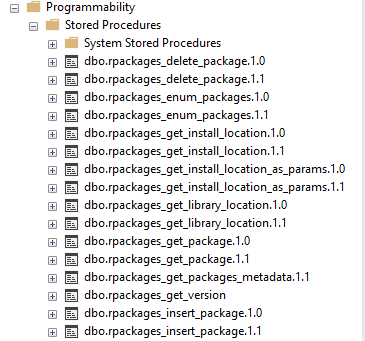 Programmability
Stored Procedures
System Stored Procedures
dbo.rpackages_delete_package.1.0
dbo.rpackages_delete_package.1.1
dbo.rpackages_enum_packages.1.0
dbo.rpackages_enum_packages.1.1
dbo.rpackages_get_install_location.1.0
dbo.rpackages_get_install_location.1.1
dbo.rpackages_get_install_location_as_params.1.0
dbo.rpackages_get_install_location_as_params.1.1
dbo.rpackages_get_library_location.1.0
dbo.rpackages_get_library_location.1.1
dbo.rpackages_get_package.1.0
dbo.rpackages_get_package.1.1
dbo.rpackages_get_packages_metadata.1.1
dbo.rpackages_get_version
dbo.rpackages_insert_package.1.0
dbo.rpackages_insert_package.1.1